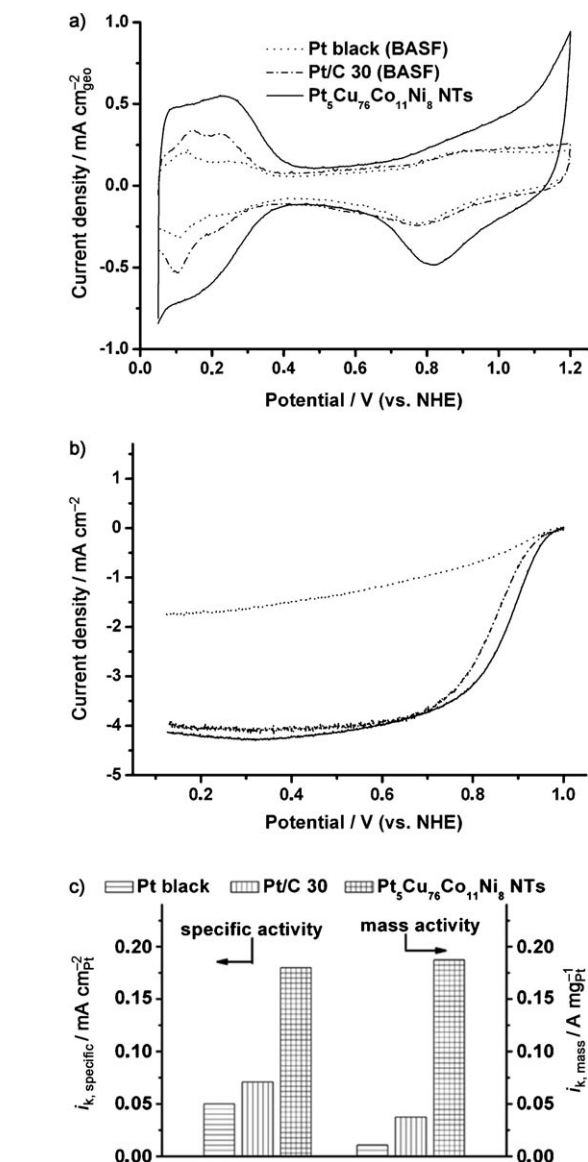 a)
1.0
0.5
0.0
-0.5
-1.0
Current density / mA cm⁻²geo
Pt black (BASF)
Pt/C 30 (BASF)
Pt₅Cu₇₆Co₁₁Ni₈ NTs
0.0 0.2 0.4 0.6 0.8 1.0 1.2
Potential / V (vs. NHE)
b)
1
0
-1
-2
-3
-4
-5
Current density / mA cm⁻²
0.2 0.4 0.6 0.8 1.0
Potential / V (vs. NHE)
c) Pt black Pt/C 30 Pt₅Cu₇₆Co₁₁Ni₈ NTs
specific activity mass activity
0.20 0.20
0.15 0.15
0.10 0.10
0.05 0.05
0.00 0.00
iₖ, specific / mA cm⁻²Pt
iₖ, mass / A mg⁻¹Pt